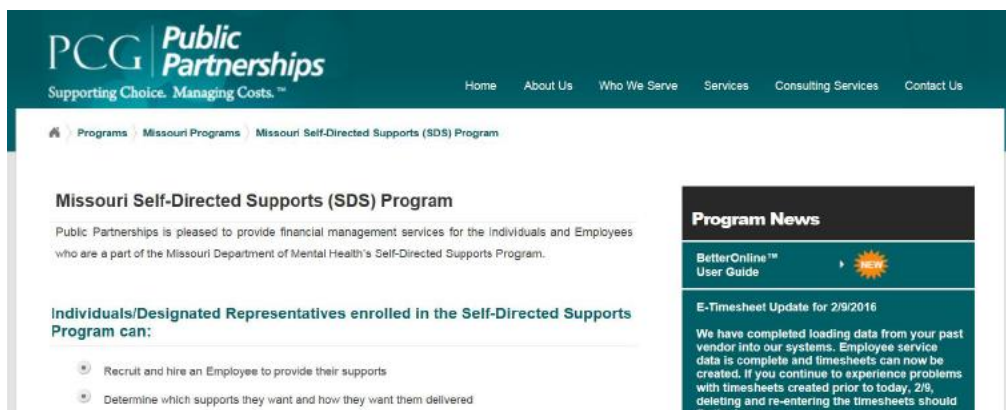 PCG Public
Partnerships
Supporting Choice. Managing Costs.™
Home About Us Who We Serve Services Consulting Services Contact Us
Programs Missouri Programs Missouri Self-Directed Supports (SDS) Program
Missouri Self-Directed Supports (SDS) Program
Public Partnerships is pleased to provide financial management services for the Individuals and Employees
who are a part of the Missouri Department of Mental Health's Self-Directed Supports Program.
Individuals/Designated Representatives enrolled in the Self-Directed Supports
Program can:
Recruit and hire an Employee to provide their supports
Determine which supports they want and how they want them delivered
Program News
BetterOnline™
User Guide
NEW
E-Timesheet Update for 2/9/2016
We have completed loading data from your past
vendor into our systems. Employee service
data is complete and timesheets can now be
created. If you continue to experience problems
with timesheets created prior to today, 2/9,
deleting and re-entering the timesheets should